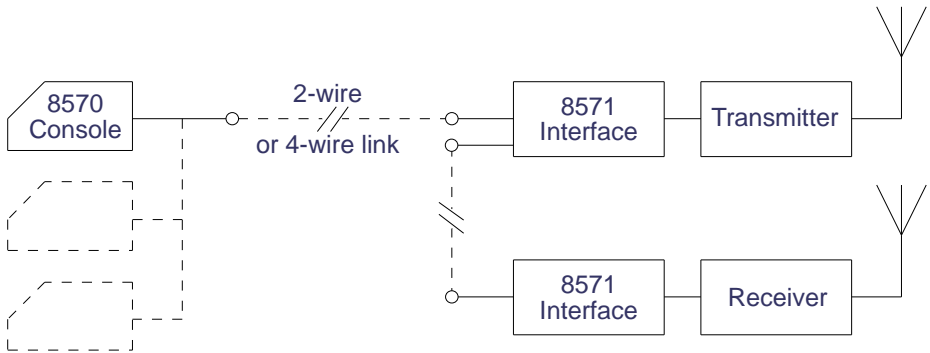 8570
Console
2-wire
or 4-wire link
8571
Interface
Transmitter
8571
Interface
Receiver